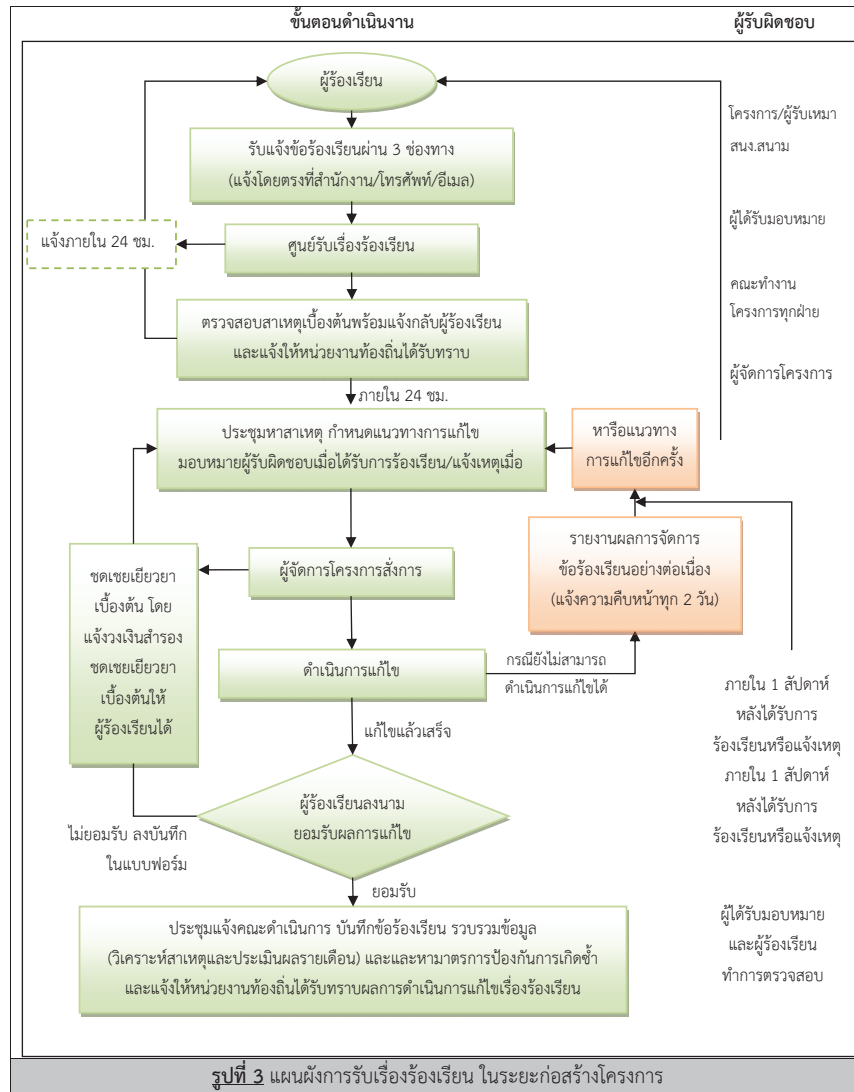 ขั้นตอนดำเนินงาน
ผู้รับผิดชอบ
ผู้ร้องเรียน
รับแจ้งข้อร้องเรียนผ่าน 3 ช่องทาง
(แจ้งโดยตรงที่สำนักงาน/โทรศัพท์/อีเมล)
โครงการ/ผู้รับเหมา
สนง.สนาม
แจ้งภายใน 24 ชม.
ศูนย์รับเรื่องร้องเรียน
ผู้ได้รับมอบหมาย
ตรวจสอบสาเหตุเบื้องต้นพร้อมแจ้งกลับผู้ร้องเรียน
และแจ้งให้หน่วยงานท้องถิ่นได้รับทราบ
คณะทำงาน
โครงการทุกฝ่าย
ผู้จัดการโครงการ
ภายใน 24 ชม.
ประชุมหาสาเหตุ กำหนดแนวทางการแก้ไข
มอบหมายผู้รับผิดชอบเมื่อได้รับการร้องเรียน/แจ้งเหตุเมื่อ
หารือแนวทาง
การแก้ไขอีกครั้ง
ชดเชยเยียวยา
เบื้องต้น โดย
แจ้งวงเงินสำรอง
ชดเชยเยียวยา
เบื้องต้นให้
ผู้ร้องเรียนได้
ผู้จัดการโครงการสั่งการ
รายงานผลการจัดการ
ข้อร้องเรียนอย่างต่อเนื่อง
(แจ้งความคืบหน้าทุก 2 วัน)
ดำเนินการแก้ไข
กรณียังไม่สามารถ
ดำเนินการแก้ไขได้
ภายใน 1 สัปดาห์
หลังได้รับการ
ร้องเรียนหรือแจ้งเหตุ
ภายใน 1 สัปดาห์
หลังได้รับการ
ร้องเรียนหรือแจ้งเหตุ
แก้ไขแล้วเสร็จ
ผู้ร้องเรียนลงนาม
ยอมรับผลการแก้ไข
ไม่ยอมรับ ลงบันทึก
ในแบบฟอร์ม
ยอมรับ
ประชุมแจ้งคณะดำเนินการ บันทึกข้อร้องเรียน รวบรวมข้อมูล
(วิเคราะห์สาเหตุและประเมินผลรายเดือน) และและหามาตรการป้องกันการเกิดซ้ำ
และแจ้งให้หน่วยงานท้องถิ่นได้รับทราบผลการดำเนินการแก้ไขเรื่องร้องเรียน
ผู้ได้รับมอบหมาย
และผู้ร้องเรียน
ทำการตรวจสอบ
รูปที่ 3 แผนผังการรับเรื่องร้องเรียน ในระยะก่อสร้างโครงการ